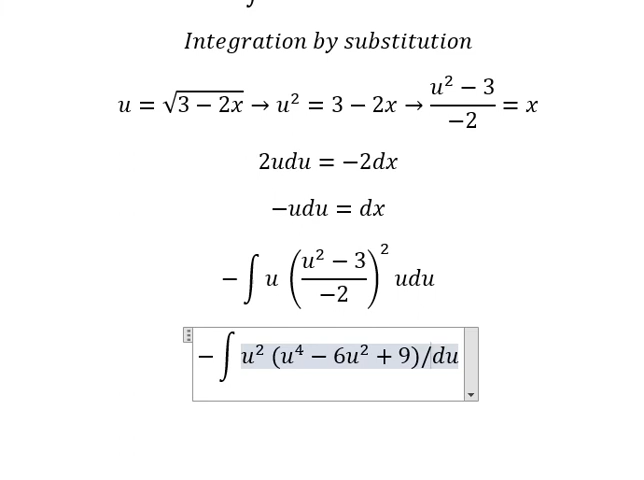 Integration by substitution
u = √(3 − 2x) → u² = 3 − 2x → (u² − 3)/(−2) = x
2udu = −2dx
−udu = dx
− ∫ u ((u² − 3)/(−2))² udu
− ∫ u² (u⁴ − 6u² + 9)/du